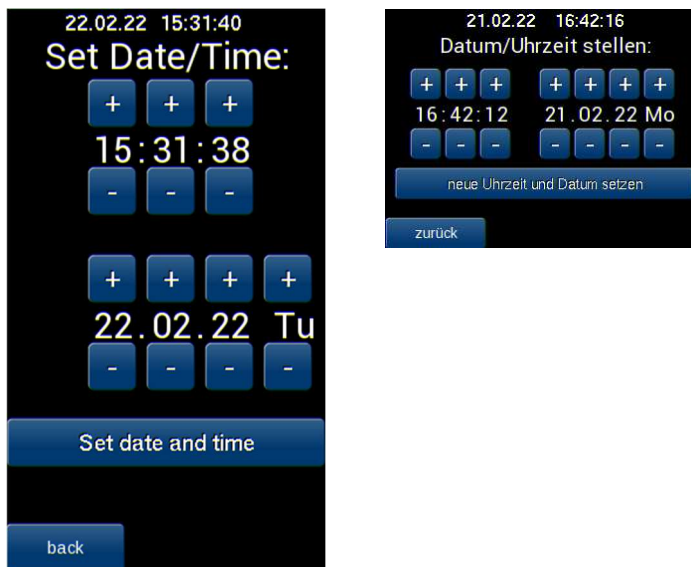 22.02.22 15:31:40
Set Date/Time:
+ + +
15:31:38
- - -
+ + + +
22.02.22 Tu
- - - -
Set date and time
back
21.02.22 16:42:16
Datum/Uhrzeit stellen:
+ + + + + + +
16:42:12 21.02.22 Mo
- - - - - - -
neue Uhrzeit und Datum setzen
zurück